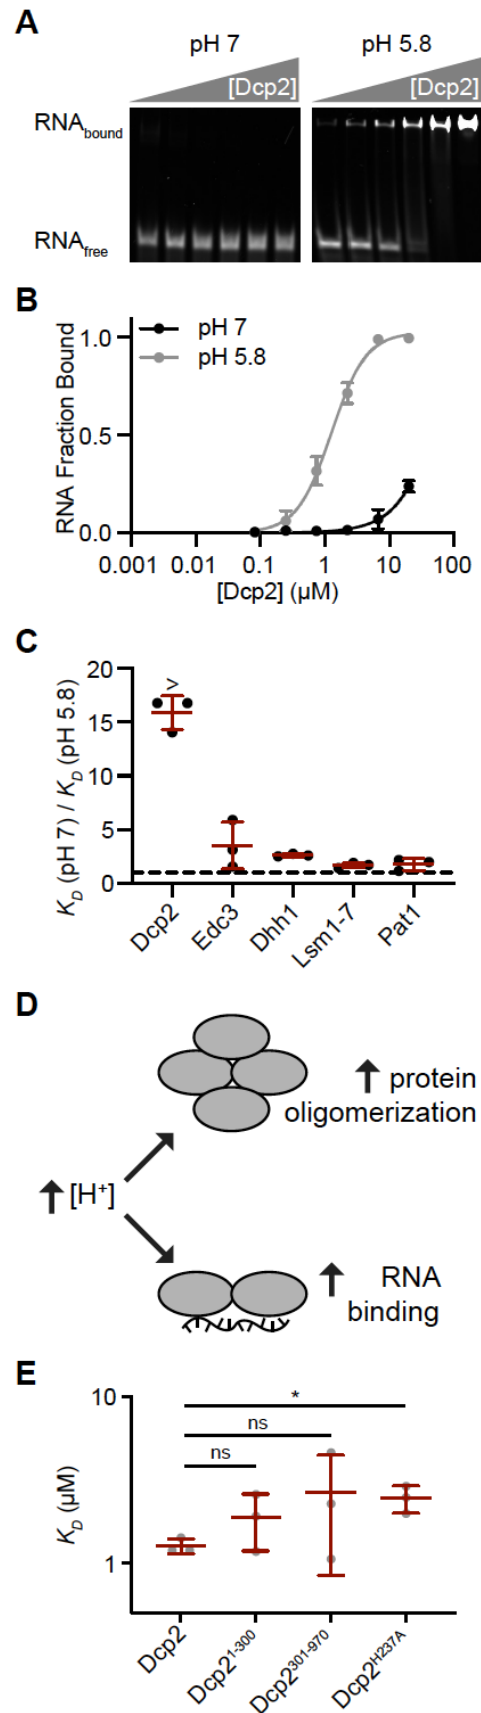 A
pH 7 pH 5.8
[Dcp2] [Dcp2]
RNAbound
RNAfree
B
pH 7
pH 5.8
RNA Fraction Bound
1.0
0.5
0.0
0.001 0.01 0.1 1 10 100
[Dcp2] (µM)
C
KD (pH 7) / KD (pH 5.8)
20
15
10
5
0
>
Dcp2 Edc3 Dhh1 Lsm1-7 Pat1
D
protein
oligomerization
[H+]
RNA
binding
E
KD (µM)
10
1
*
ns
ns
Dcp2 Dcp21-300 Dcp2301-970 Dcp2H237A